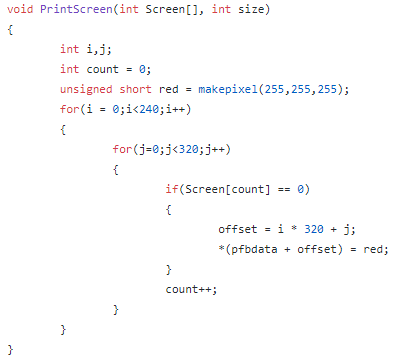 void PrintScreen(int Screen[], int size)
{
int i,j;
int count = 0;
unsigned short red = makepixel(255,255,255);
for(i = 0;i<240;i++)
{
for(j=0;j<320;j++)
{
if(Screen[count] == 0)
{
offset = i * 320 + j;
*(pfbdata + offset) = red;
}
count++;
}
}
}